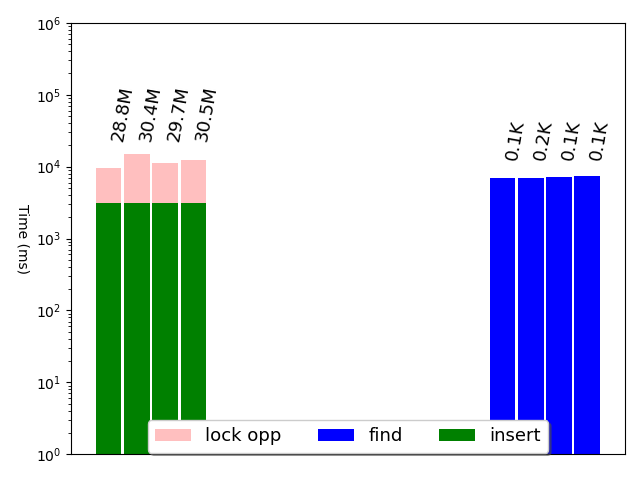 10^6
10^5
10^4
10^3
10^2
10^1
10^0
Time (ms)
28.8M
30.4M
29.7M
30.5M
0.1K
0.2K
0.1K
0.1K
lock opp
find
insert